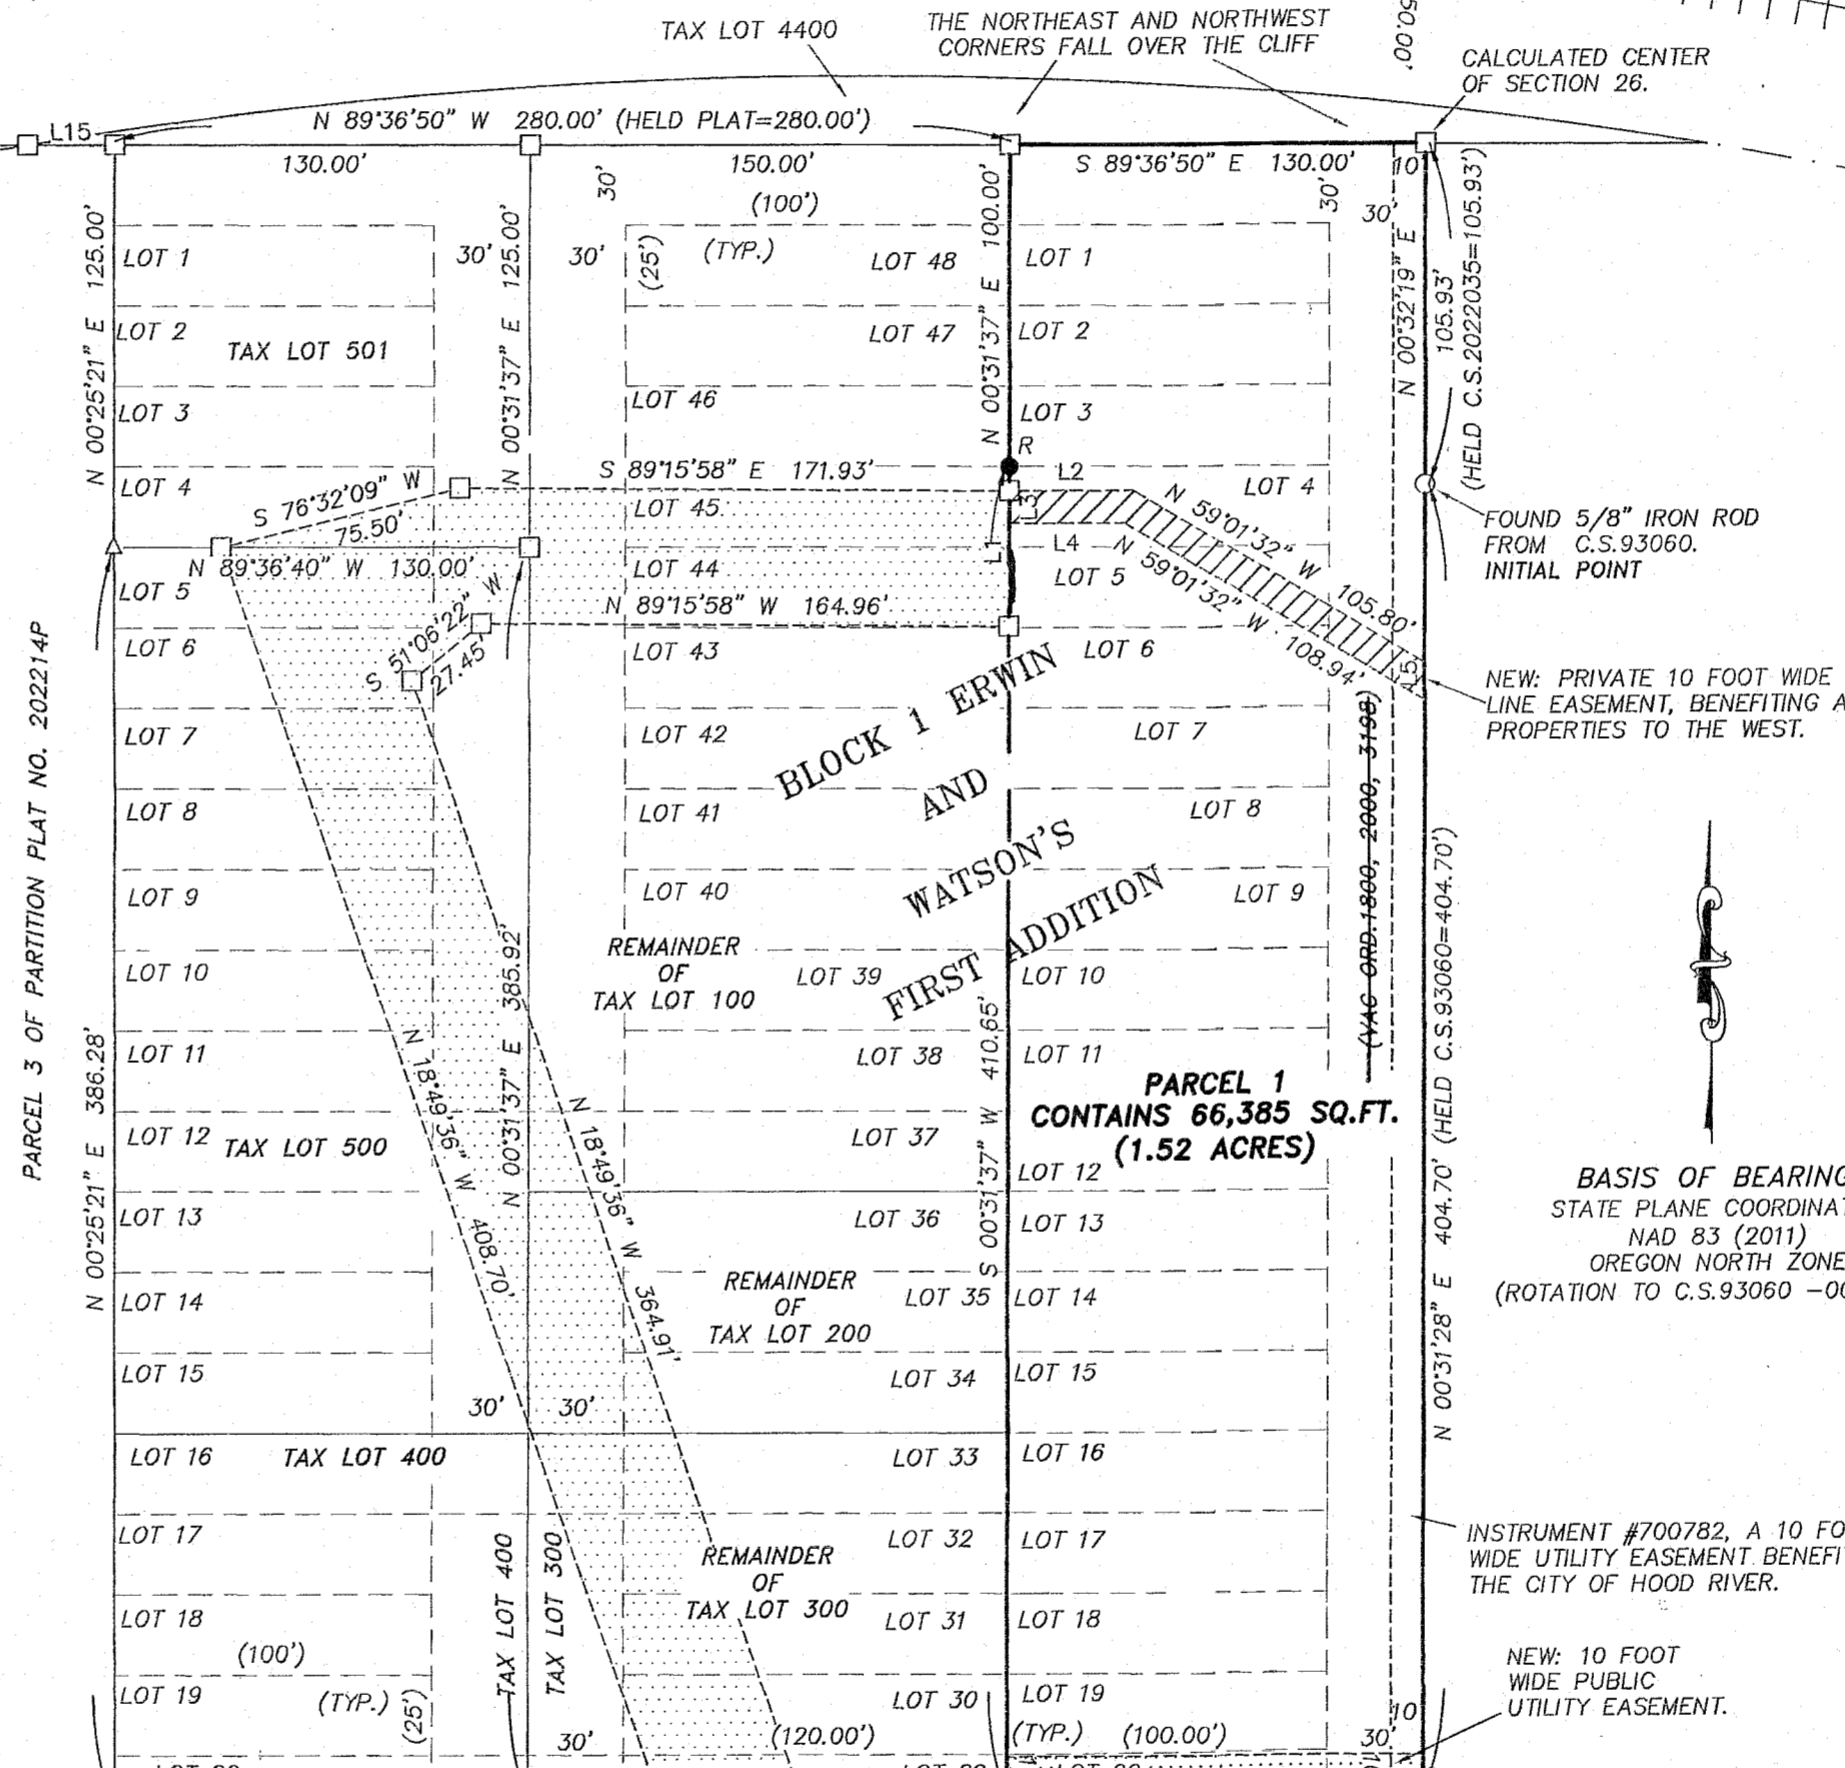 TAX LOT 4400
THE NORTHEAST AND NORTHWEST
CORNERS FALL OVER THE CLIFF
50.00'
CALCULATED CENTER
OF SECTION 26.
L15
N 89°36'50" W 280.00' (HELD PLAT=280.00')
130.00'
150.00'
S 89°36'50" E 130.00'
10'
30'
(100')
30'
30'
N 00°25'21" E 125.00'
N 00°31'37" E 125.00'
N 00°31'37" E 100.00'
N 00°32'19" E
105.93'
(HELD C.S.2022035=105.93')
LOT 1
30'
30'
(25')
(TYP.)
LOT 48
LOT 1
LOT 2
TAX LOT 501
LOT 47
LOT 2
LOT 3
LOT 46
LOT 3
R
LOT 4
S 76°32'09" W
75.50'
S 89°15'58" E 171.93'
LOT 45
L2
L3
LOT 4
N 59°01'32" W 105.80'
FOUND 5/8" IRON ROD
FROM C.S.93060.
INITIAL POINT
N 89°36'40" W 130.00'
LOT 5
LOT 44
L1
L4
N 59°01'32" W 108.94'
LOT 5
N 89°15'58" W 164.96'
S 51°06'22" W
27.45'
LOT 6
LOT 43
LOT 6
L5
NEW: PRIVATE 10 FOOT WIDE
LINE EASEMENT, BENEFITING A
PROPERTIES TO THE WEST.
PARCEL 3 OF PARTITION PLAT NO. 202214P
LOT 7
LOT 42
LOT 7
BLOCK 1 ERWIN
AND
WATSON'S
FIRST ADDITION
LOT 8
LOT 41
LOT 8
(VAC ORD.1800, 2000, 3198)
LOT 9
LOT 40
LOT 9
N 00°31'28" E 404.70' (HELD C.S.93060=404.70')
REMAINDER
OF
TAX LOT 100
LOT 10
LOT 39
LOT 10
N 00°25'21" E 386.28'
N 18°49'36" W 408.70'
N 00°31'37" E 385.92'
N 18°49'36" W 364.91'
S 00°31'37" W 410.65'
LOT 11
LOT 38
LOT 11
PARCEL 1
CONTAINS 66,385 SQ.FT.
(1.52 ACRES)
LOT 12
TAX LOT 500
LOT 37
LOT 12
BASIS OF BEARING
STATE PLANE COORDINA
NAD 83 (2011)
OREGON NORTH ZONE
(ROTATION TO C.S.93060 -0
LOT 13
LOT 36
LOT 13
REMAINDER
OF
TAX LOT 200
LOT 14
LOT 35
LOT 14
LOT 15
LOT 34
LOT 15
30'
30'
LOT 16
TAX LOT 400
LOT 33
LOT 16
LOT 17
TAX LOT 400
TAX LOT 300
LOT 32
LOT 17
INSTRUMENT #700782, A 10 FO
WIDE UTILITY EASEMENT BENEFI
THE CITY OF HOOD RIVER.
REMAINDER
OF
TAX LOT 300
LOT 18
LOT 31
LOT 18
(100')
NEW: 10 FOOT
WIDE PUBLIC
UTILITY EASEMENT.
LOT 19
(TYP.)
(25')
LOT 30
LOT 19
10
30'
(120.00')
(TYP.)
(100.00')
30'